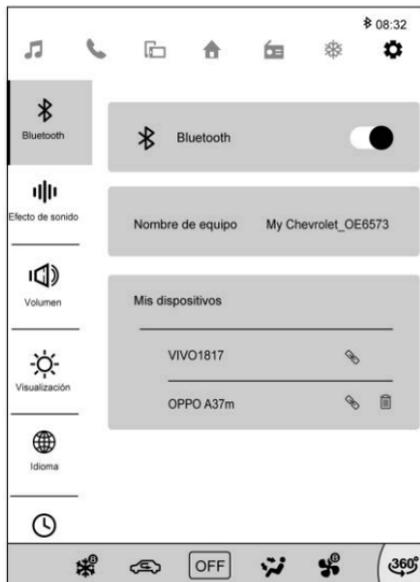 08:32
Bluetooth
Bluetooth
Efecto de sonido
Nombre de equipo My Chevrolet_OE6573
Volumen
Mis dispositivos
VIVO1817
Visualización
OPPO A37m
Idioma
OFF
360°